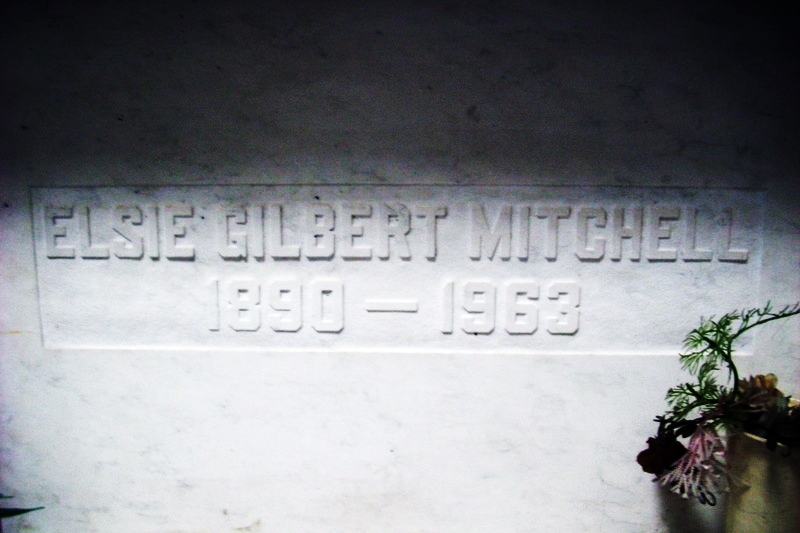 ELSIE GILBERT MITCHELL
1890 — 1963